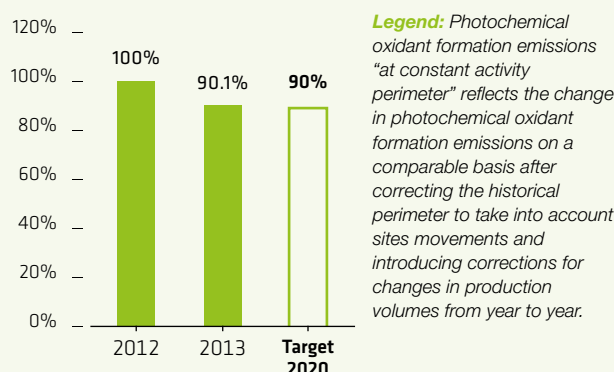 120%
100%
80%
60%
40%
20%
0%
100%
90.1%
90%
2012
2013
Target
2020
Legend: Photochemical
oxidant formation emissions
“at constant activity
perimeter” reflects the change
in photochemical oxidant
formation emissions on a
comparable basis after
correcting the historical
perimeter to take into account
sites movements and
introducing corrections for
changes in production
volumes from year to year.